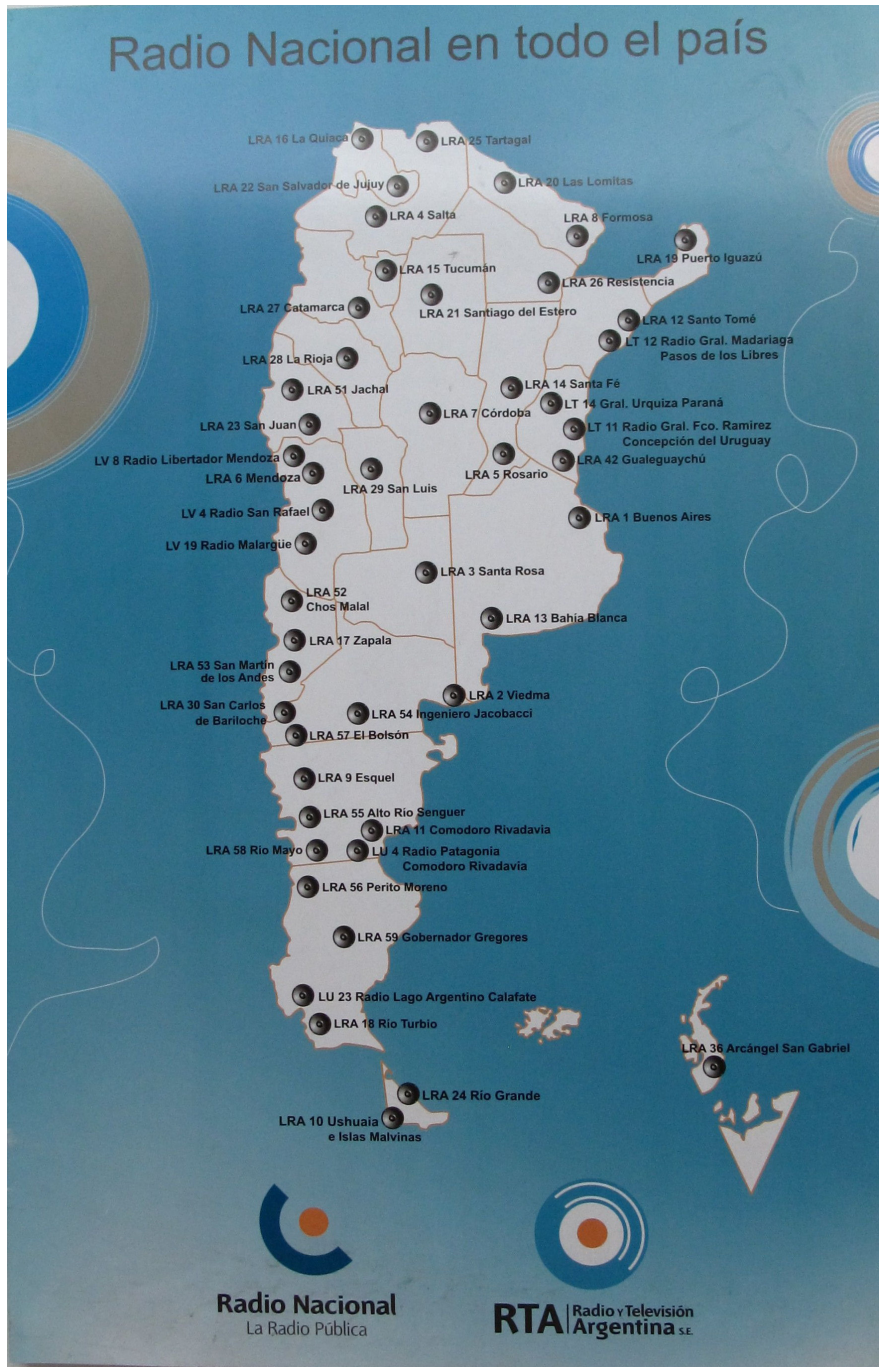 Radio Nacional en todo el país
LRA 16 La Quiaca
LRA 25 Tartagal
LRA 22 San Salvador de Jujuy
LRA 20 Las Lomitas
LRA 4 Salta
LRA 8 Formosa
LRA 19 Puerto Iguazú
LRA 15 Tucumán
LRA 26 Resistencia
LRA 27 Catamarca
LRA 21 Santiago del Estero
LRA 12 Santo Tomé
LT 12 Radio Gral. Madariaga
Pasos de los Libres
LRA 28 La Rioja
LRA 51 Jachal
LRA 14 Santa Fé
LT 14 Gral. Urquiza Paraná
LRA 7 Córdoba
LRA 23 San Juan
LT 11 Radio Gral. Fco. Ramírez
Concepción del Uruguay
LV 8 Radio Libertador Mendoza
LRA 42 Gualeguaychú
LRA 6 Mendoza
LRA 5 Rosario
LRA 29 San Luis
LV 4 Radio San Rafael
LRA 1 Buenos Aires
LV 19 Radio Malargüe
LRA 3 Santa Rosa
LRA 52
Chos Malal
LRA 13 Bahía Blanca
LRA 17 Zapala
LRA 53 San Martín
de los Andes
LRA 2 Viedma
LRA 30 San Carlos
de Bariloche
LRA 54 Ingeniero Jacobacci
LRA 57 El Bolsón
LRA 9 Esquel
LRA 55 Alto Río Senguer
LRA 11 Comodoro Rivadavia
LRA 58 Río Mayo
LU 4 Radio Patagonia
Comodoro Rivadavia
LRA 56 Perito Moreno
LRA 59 Gobernador Gregores
LU 23 Radio Lago Argentino Calafate
LRA 18 Río Turbio
LRA 36 Arcángel San Gabriel
LRA 24 Río Grande
LRA 10 Ushuaia
e Islas Malvinas
Radio Nacional
La Radio Pública
RTA Radio y Televisión
Argentina S.E.